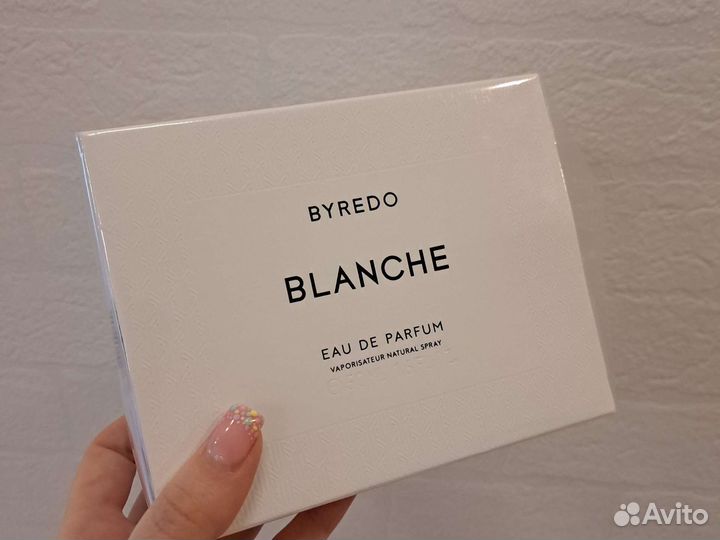 BYREDO
BLANCHE
EAU DE PARFUM
VAPORISATEUR NATURAL SPRAY
Avito